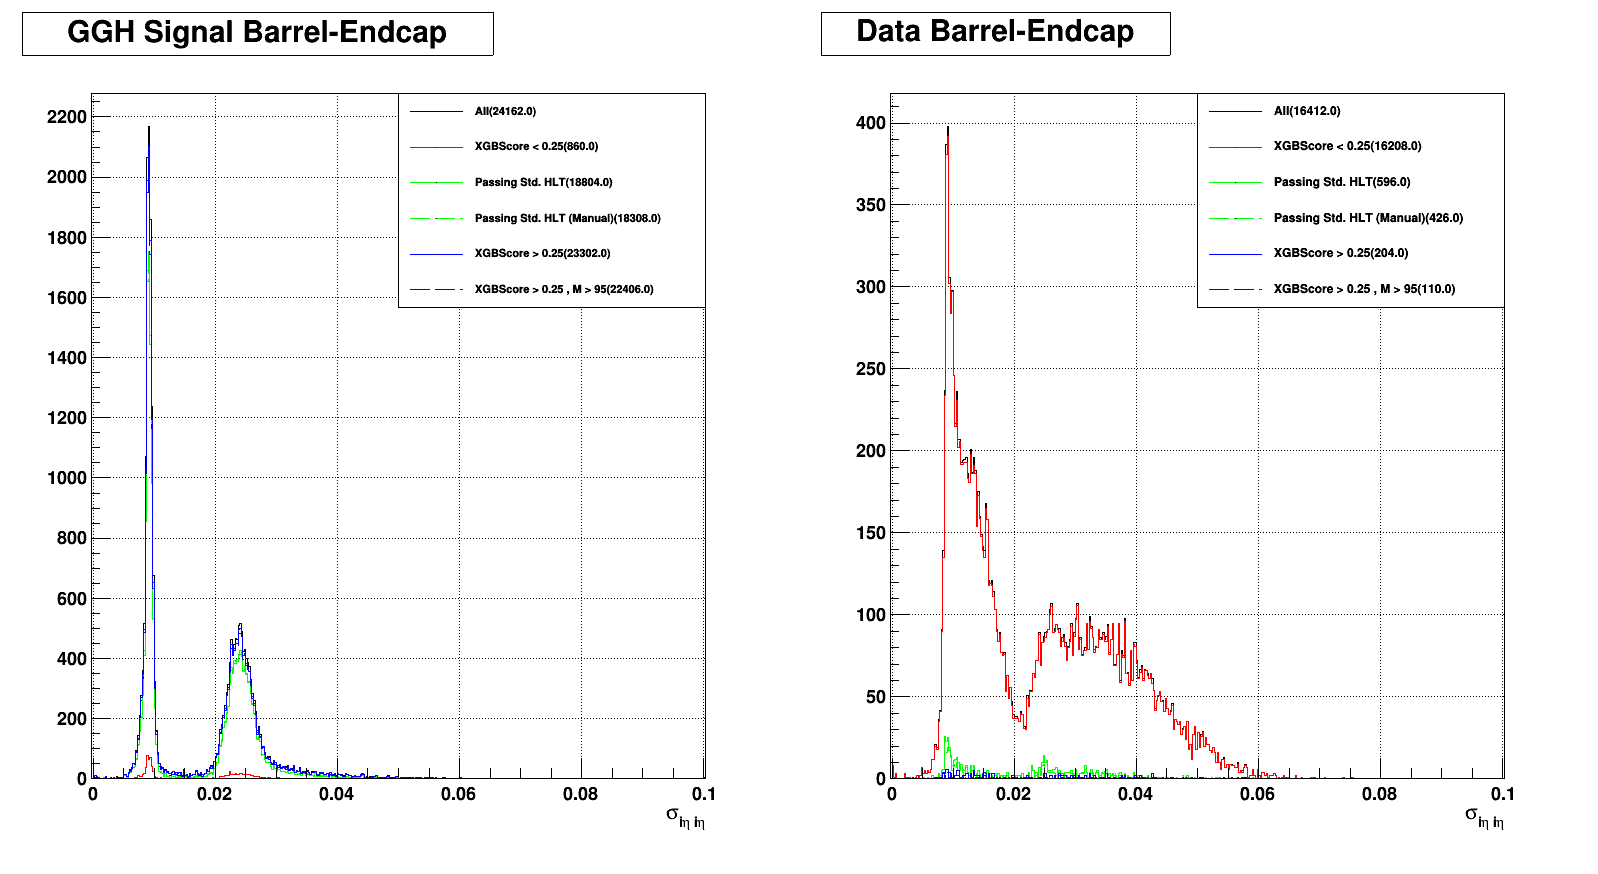 GGH Signal Barrel-Endcap
2200
2000
1800
1600
1400
1200
1000
800
600
400
200
0
0
0.02
0.04
0.06
0.08
0.1
σiη iη
All(24162.0)
XGBScore < 0.25(860.0)
Passing Std. HLT(18804.0)
Passing Std. HLT (Manual)(18308.0)
XGBScore > 0.25(23302.0)
XGBScore > 0.25 , M > 95(22406.0)
Data Barrel-Endcap
400
350
300
250
200
150
100
50
0
0
0.02
0.04
0.06
0.08
0.1
σiη iη
All(16412.0)
XGBScore < 0.25(16208.0)
Passing Std. HLT(596.0)
Passing Std. HLT (Manual)(426.0)
XGBScore > 0.25(204.0)
XGBScore > 0.25 , M > 95(110.0)